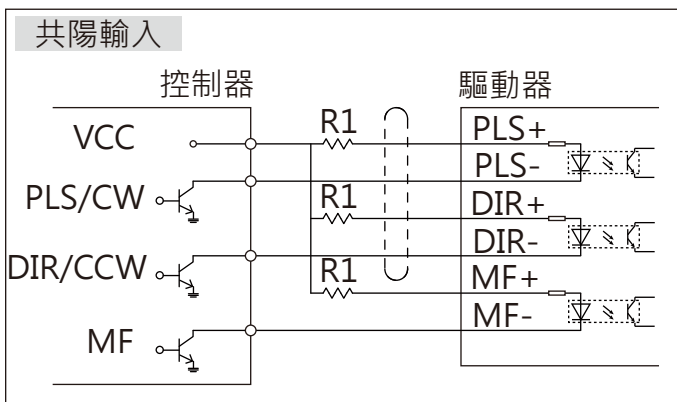 共陽輸入
控制器
驅動器
VCC
R1
PLS+
PLS-
PLS/CW
R1
DIR+
DIR-
DIR/CCW
R1
MF+
MF-
MF